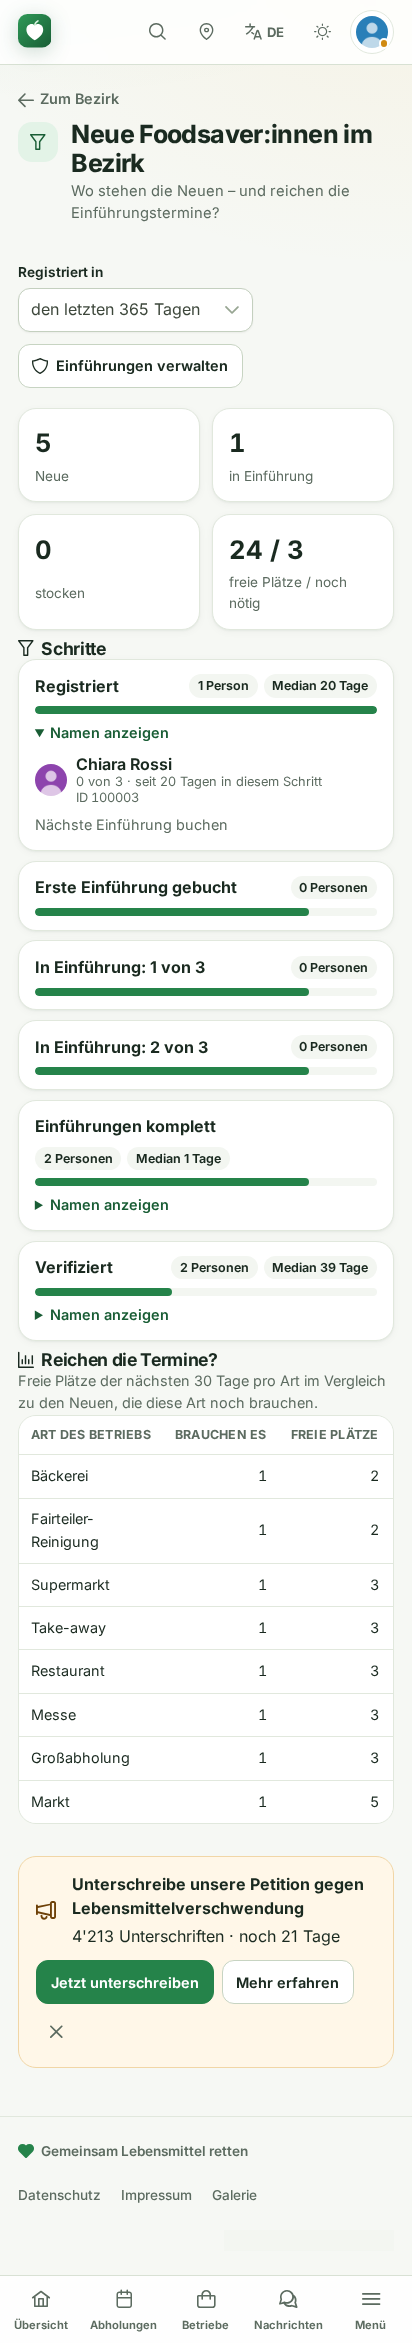 DE
Zum Bezirk
Neue Foodsaver:innen im
Bezirk
Wo stehen die Neuen – und reichen die
Einführungstermine?
Registriert in
den letzten 365 Tagen
Einführungen verwalten
5
Neue
1
in Einführung
0
stocken
24 / 3
freie Plätze / noch
nötig
Schritte
Registriert
1 Person
Median 20 Tage
Namen anzeigen
Chiara Rossi
0 von 3 · seit 20 Tagen in diesem Schritt
ID 100003
Nächste Einführung buchen
Erste Einführung gebucht
0 Personen
In Einführung: 1 von 3
0 Personen
In Einführung: 2 von 3
0 Personen
Einführungen komplett
2 Personen
Median 1 Tage
Namen anzeigen
Verifiziert
2 Personen
Median 39 Tage
Namen anzeigen
Reichen die Termine?
Freie Plätze der nächsten 30 Tage pro Art im Vergleich
zu den Neuen, die diese Art noch brauchen.
ART DES BETRIEBS BRAUCHEN ES FREIE PLÄTZE
Bäckerei 1 2
Fairteiler-
Reinigung 1 2
Supermarkt 1 3
Take-away 1 3
Restaurant 1 3
Messe 1 3
Großabholung 1 3
Markt 1 5
Unterschreibe unsere Petition gegen
Lebensmittelverschwendung
4'213 Unterschriften · noch 21 Tage
Jetzt unterschreiben
Mehr erfahren
Gemeinsam Lebensmittel retten
Datenschutz Impressum Galerie
Übersicht Abholungen Betriebe Nachrichten Menü